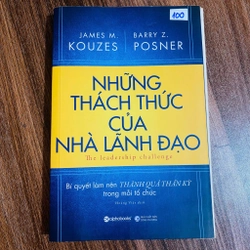 100
JAMES M.
KOUZES
BARRY Z.
POSNER
NHỮNG
THÁCH THỨC
CỦA
NHÀ LÃNH ĐẠO
The leadership challenge
Bí quyết làm nên THÀNH QUẢ THẦN KỲ
trong mỗi tổ chức
alphabooks